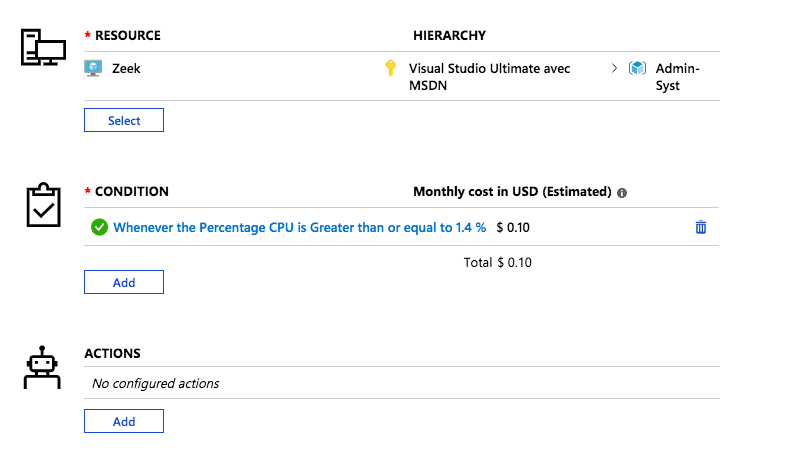 * RESOURCE HIERARCHY
Zeek Visual Studio Ultimate avec MSDN > Admin-Syst
Select
* CONDITION Monthly cost in USD (Estimated)
Whenever the Percentage CPU is Greater than or equal to 1.4 % $ 0.10
Total $ 0.10
Add
ACTIONS
No configured actions
Add